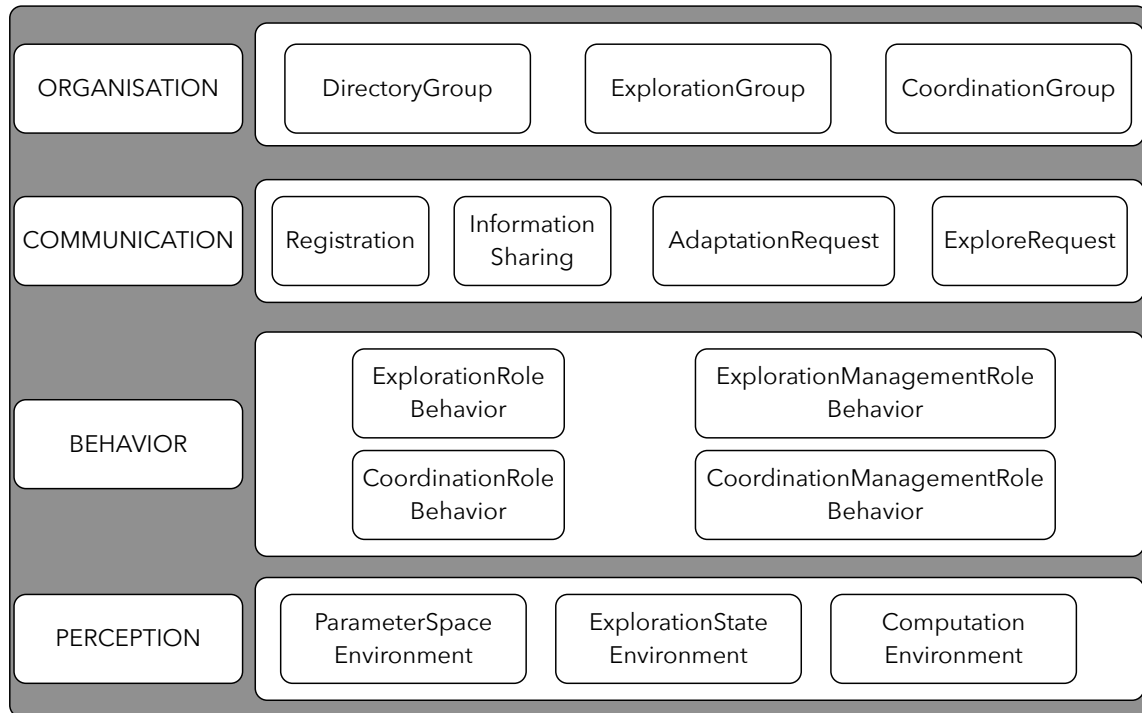 ORGANISATION
DirectoryGroup
ExplorationGroup
CoordinationGroup
COMMUNICATION
Registration
Information
Sharing
AdaptationRequest
ExploreRequest
BEHAVIOR
ExplorationRole
Behavior
ExplorationManagementRole
Behavior
CoordinationRole
Behavior
CoordinationManagementRole
Behavior
PERCEPTION
ParameterSpace
Environment
ExplorationState
Environment
Computation
Environment